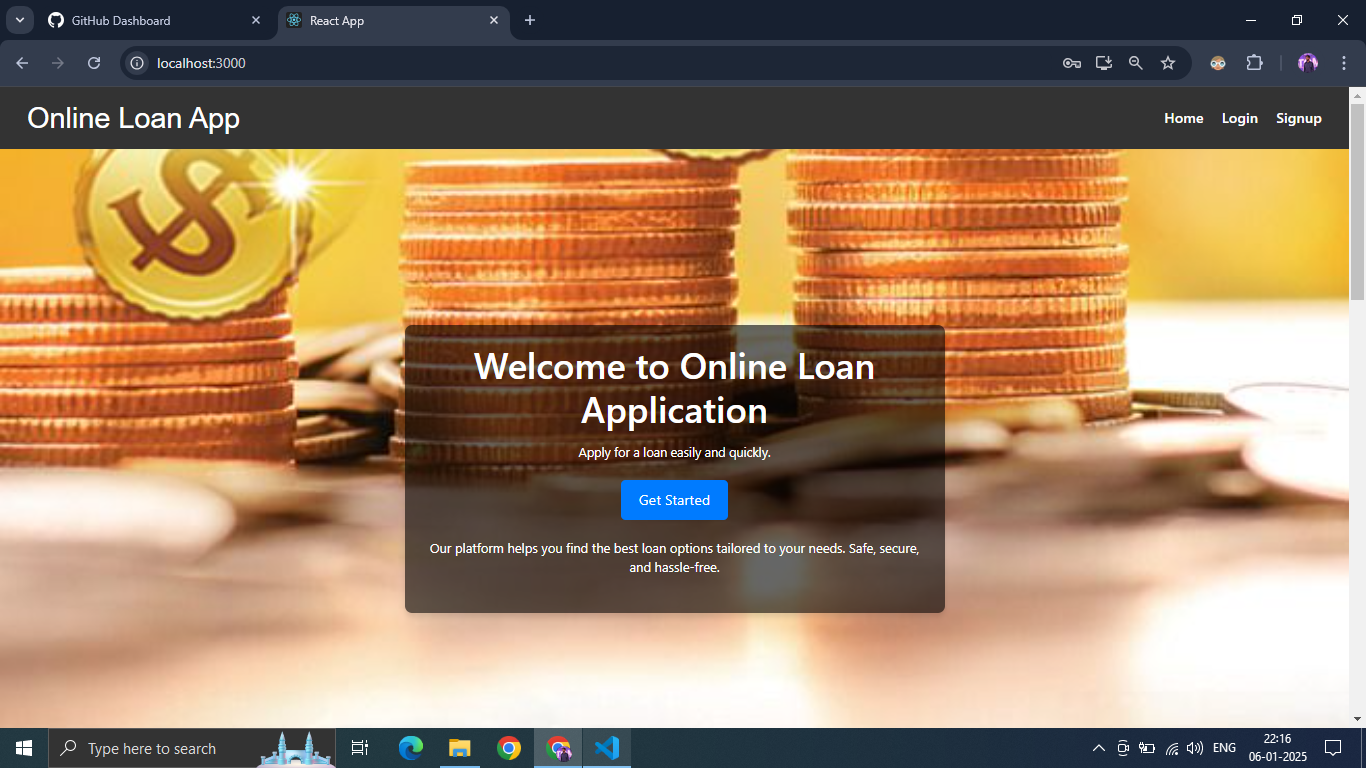 GitHub Dashboard
React App
localhost:3000
Online Loan App
Home Login Signup
$
Welcome to Online Loan
Application
Apply for a loan easily and quickly.
Get Started
Our platform helps you find the best loan options tailored to your needs. Safe, secure,
and hassle-free.
Type here to search
ENG
22:16
06-01-2025